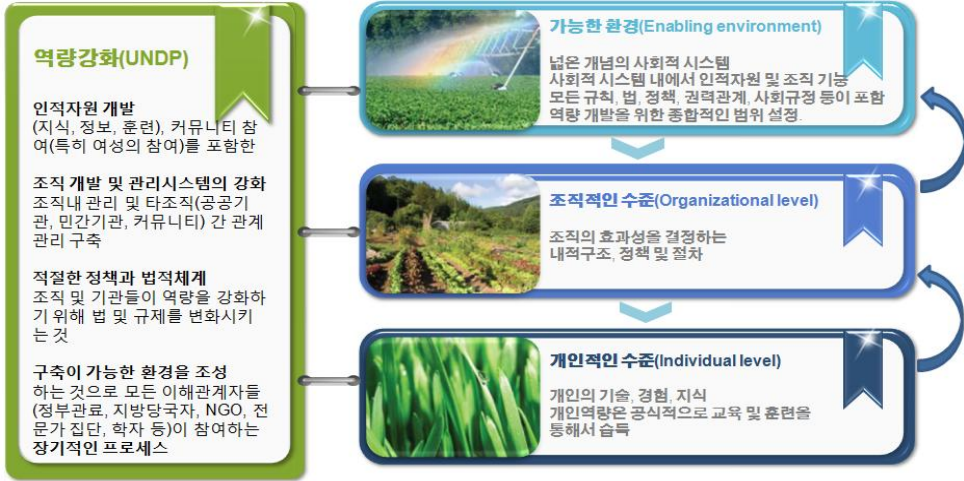 역량강화(UNDP)
인적자원 개발
(지식, 정보, 훈련), 커뮤니티 참
여(특히 여성의 참여)를 포함한
조직 개발 및 관리시스템의 강화
조직내 관리 및 타조직(공공기
관, 민간기관, 커뮤니티) 간 관계
관리 구축
적절한 정책과 법적체계
조직 및 기관들이 역량을 강화하
기 위해 법 및 규제를 변화시키
는 것
구축이 가능한 환경을 조성
하는 것으로 모든 이해관계자들
(정부관료, 지방당국자, NGO, 전
문가 집단, 학자 등)이 참여하는
장기적인 프로세스
가능한 환경(Enabling environment)
넓은 개념의 사회적 시스템
사회적 시스템 내에서 인적자원 및 조직 기능
모든 규칙, 법, 정책, 권력관계, 사회규정 등이 포함
역량 개발을 위한 종합적인 범위 설정.
조직적인 수준(Organizational level)
조직의 효과성을 결정하는
내적구조, 정책 및 절차
개인적인 수준(Individual level)
개인의 기술, 경험, 지식
개인역량은 공식적으로 교육 및 훈련을
통해서 습득